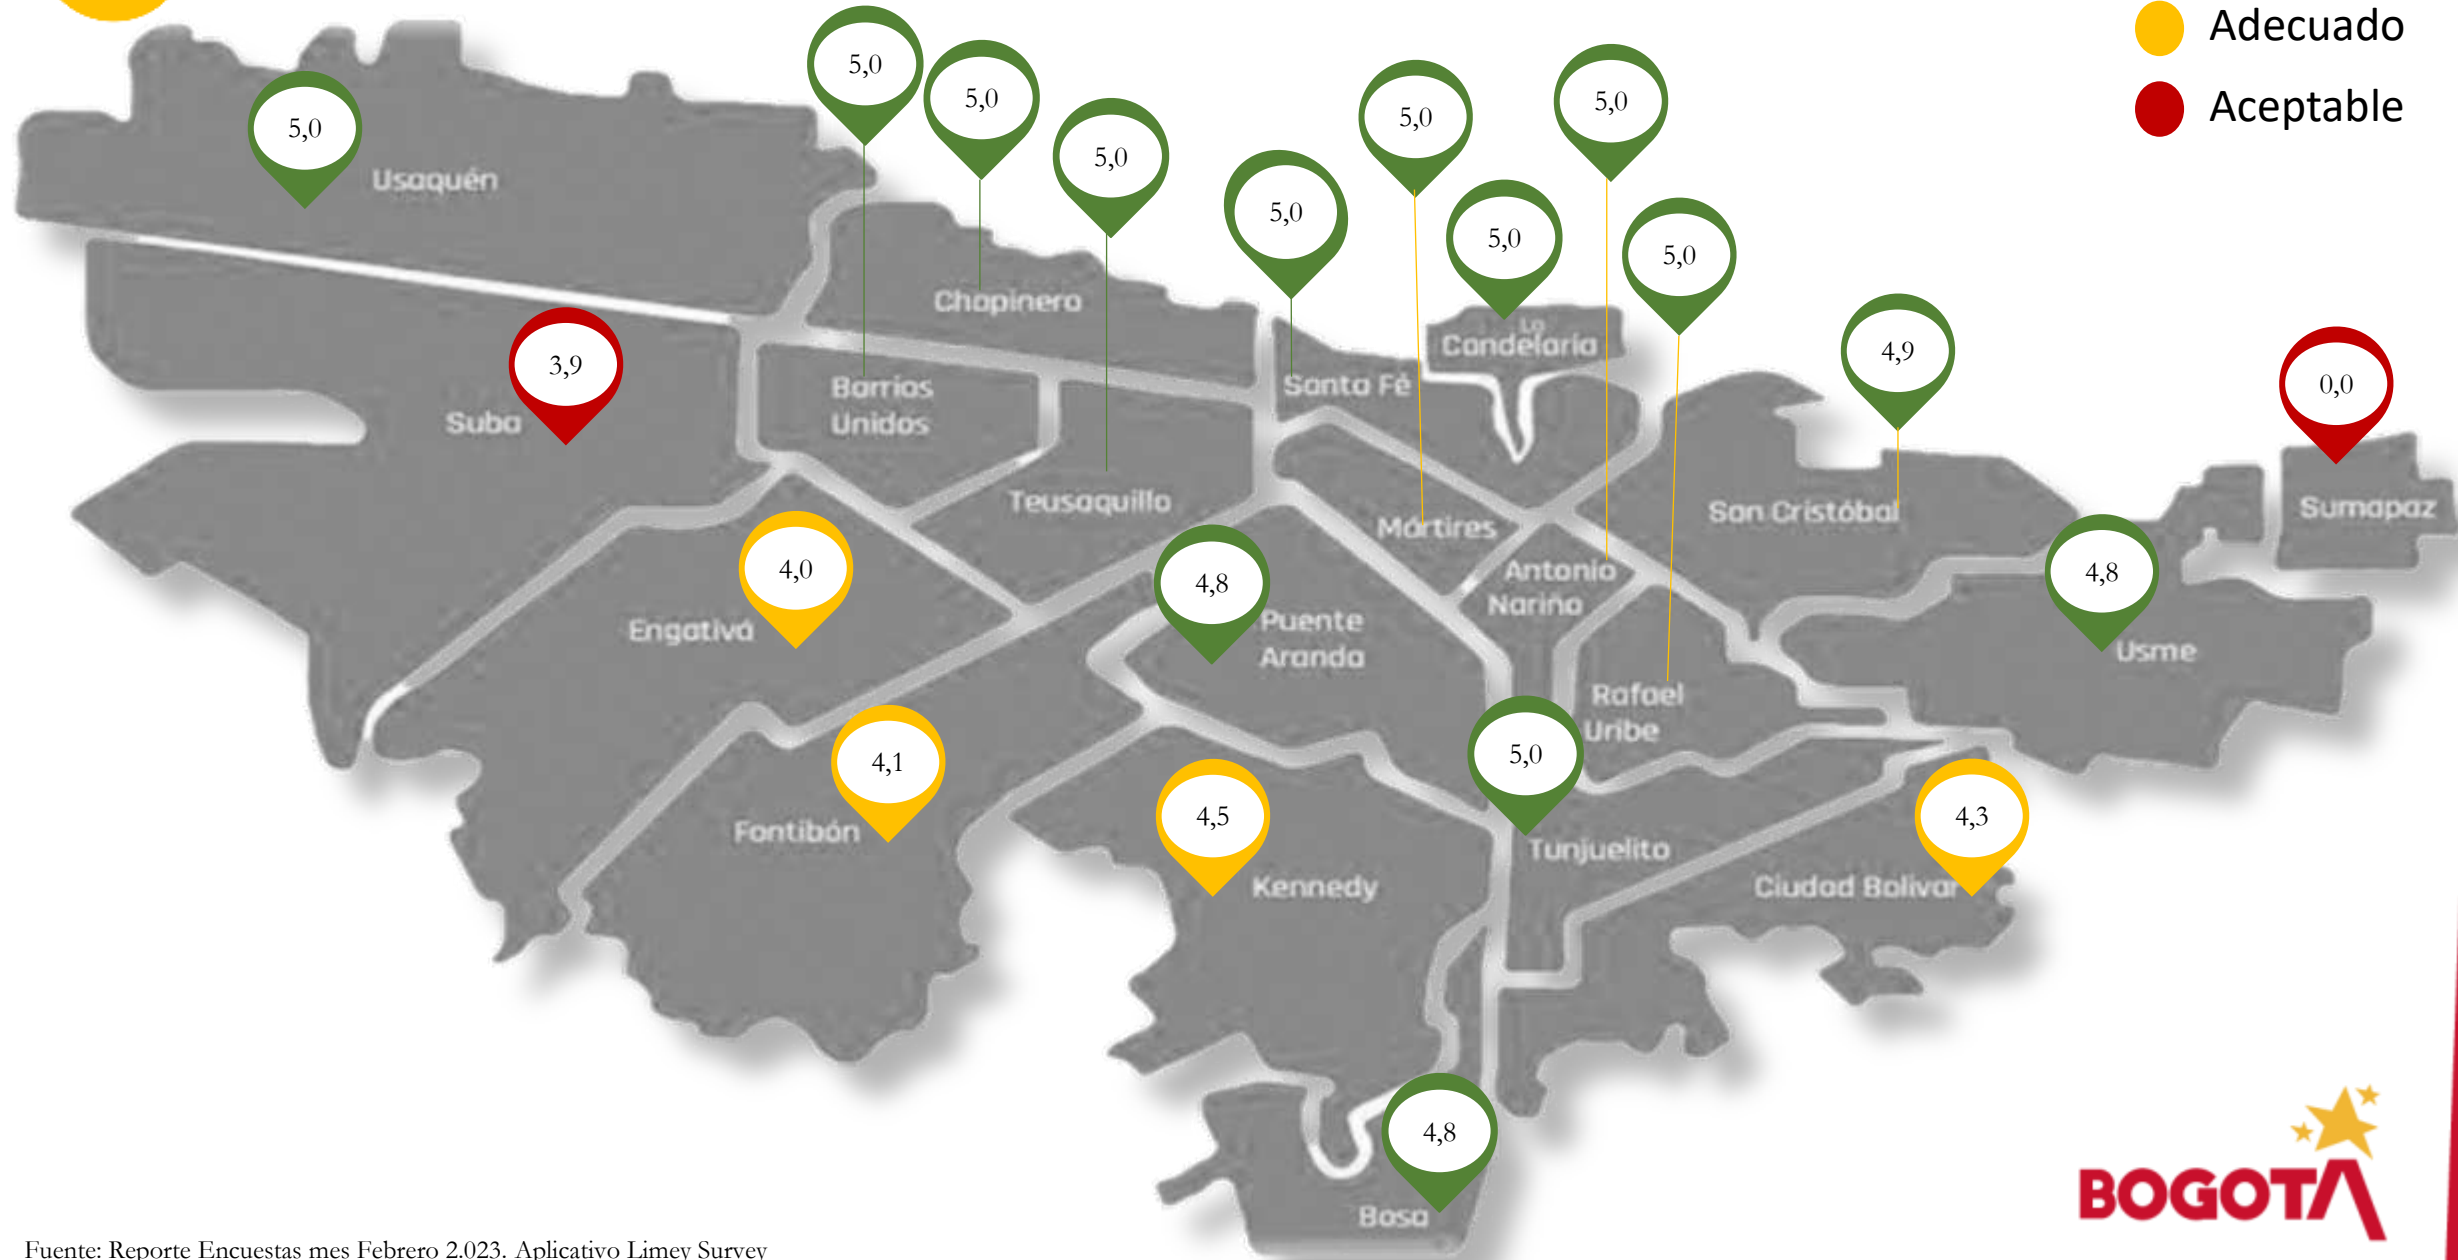 Adecuado
Aceptable
5,0
5,0
5,0
5,0
5,0
5,0
5,0
5,0
5,0
4,9
0,0
3,9
4,0
4,8
4,8
4,1
4,5
5,0
4,3
4,8
Usaquén
Chapinero
La
Candelaria
Barrios
Unidos
Santa Fé
Suba
Teusaquillo
Mártires
San Cristóbal
Sumapaz
Antonio
Nariño
Engativá
Puente
Aranda
Usme
Rafael
Uribe
Fontibón
Tunjuelito
Kennedy
Ciudad Bolivar
Bosa
BOGOTA
Fuente: Reporte Encuestas mes Febrero 2.023. Aplicativo Limey Survey